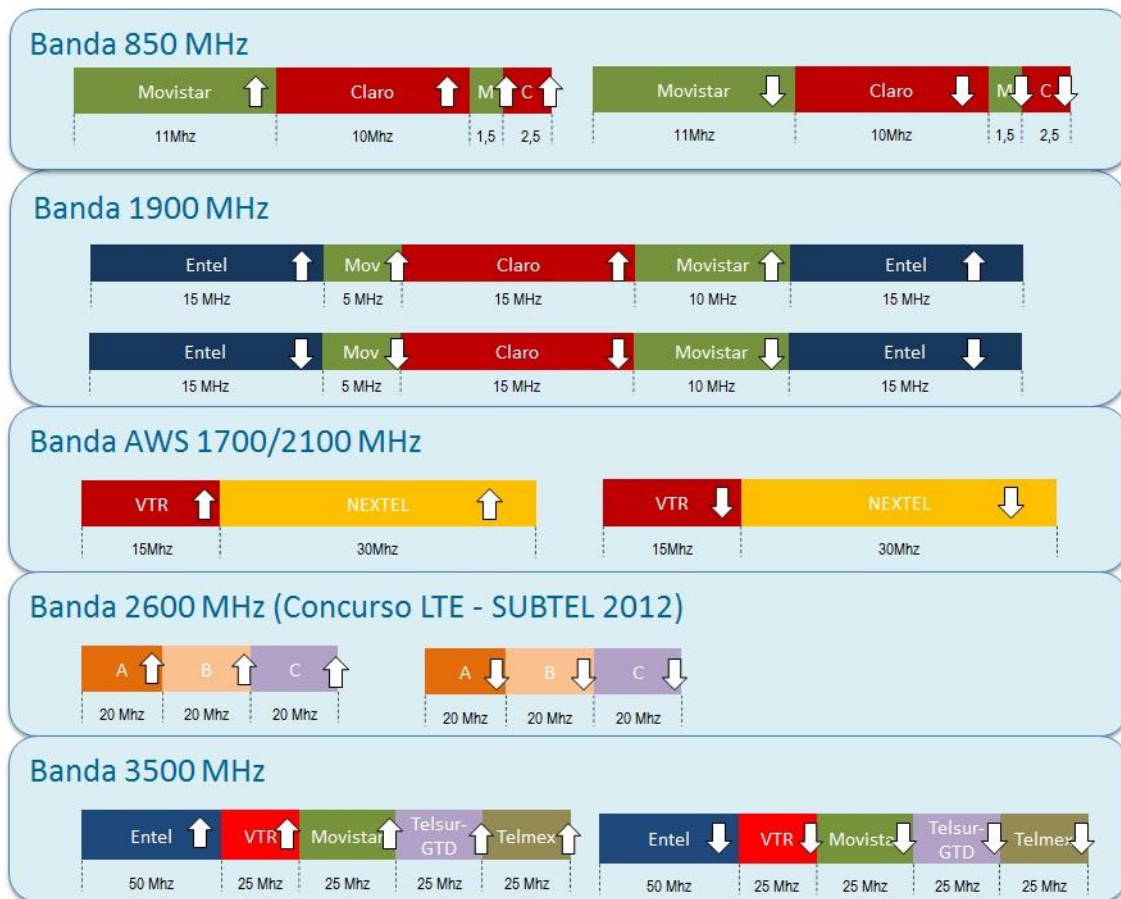 Banda 850 MHz
Movistar Claro M C Movistar Claro M C
11Mhz 10Mhz 1,5 2,5 11Mhz 10Mhz 1,5 2,5
Banda 1900 MHz
Entel Mov Claro Movistar Entel
15 MHz 5 MHz 15 MHz 10 MHz 15 MHz
Entel Mov Claro Movistar Entel
15 MHz 5 MHz 15 MHz 10 MHz 15 MHz
Banda AWS 1700/2100 MHz
VTR NEXTEL VTR NEXTEL
15Mhz 30Mhz 15Mhz 30Mhz
Banda 2600 MHz (Concurso LTE - SUBTEL 2012)
A B C A B C
20 Mhz 20 Mhz 20 Mhz 20 Mhz 20 Mhz 20 Mhz
Banda 3500 MHz
Entel VTR Movistar Telsur-GTD Telmex Entel VTR Movistar Telsur-GTD Telmex
50 Mhz 25 Mhz 25 Mhz 25 Mhz 25 Mhz 50 Mhz 25 Mhz 25 Mhz 25 Mhz 25 Mhz